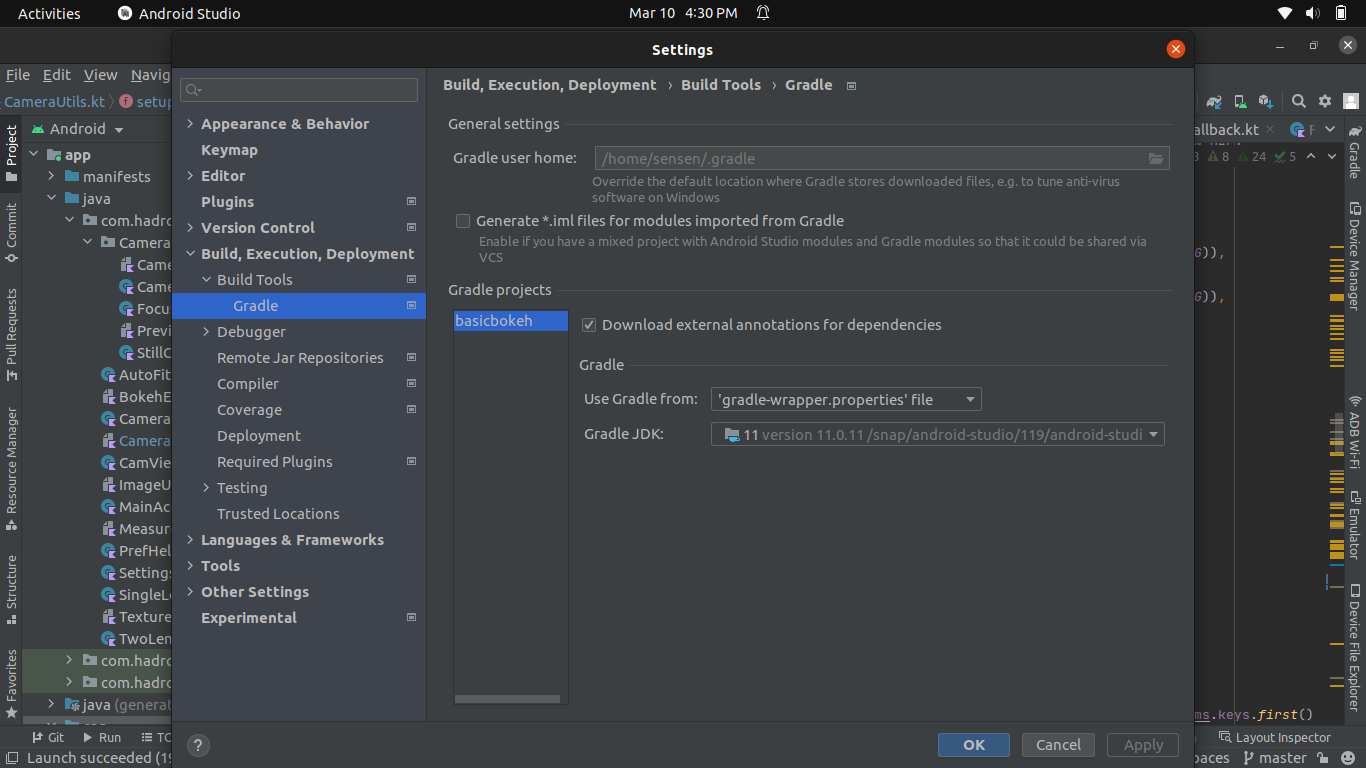 Activities
Android Studio
Mar 10 4:30 PM
Settings
File Edit View Navig
CameraUtils.kt
setup
allback.kt
Android
app
manifests
java
com.hadro
Camera
Came
Came
Focu
Previ
StillC
AutoFit
BokehE
Camera
Camera
CamVie
ImageU
MainAc
Measur
PrefHel
Settings
SingleL
Texture
TwoLen
com.hadro
com.hadro
java (generat
Project
Commit
Pull Requests
Resource Manager
Structure
Favorites
Appearance & Behavior
Keymap
Editor
Plugins
Version Control
Build, Execution, Deployment
Build Tools
Gradle
Debugger
Remote Jar Repositories
Compiler
Coverage
Deployment
Required Plugins
Testing
Trusted Locations
Languages & Frameworks
Tools
Other Settings
Experimental
Build, Execution, Deployment › Build Tools › Gradle
General settings
Gradle user home:
/home/sensen/.gradle
Override the default location where Gradle stores downloaded files, e.g. to tune anti-virus
software on Windows
Generate *.iml files for modules imported from Gradle
Enable if you have a mixed project with Android Studio modules and Gradle modules so that it could be shared via
VCS
Gradle projects
basicbokeh
Download external annotations for dependencies
Gradle
Use Gradle from:
'gradle-wrapper.properties' file
Gradle JDK:
11 version 11.0.11 /snap/android-studio/119/android-studi
?
OK
Cancel
Apply
3 8 24 5
G)),
G)),
ms.keys.first()
Gradle
Device Manager
ADB Wi-Fi
Emulator
Device File Explorer
Git
Run
TO
Layout Inspector
Launch succeeded (19
paces
master